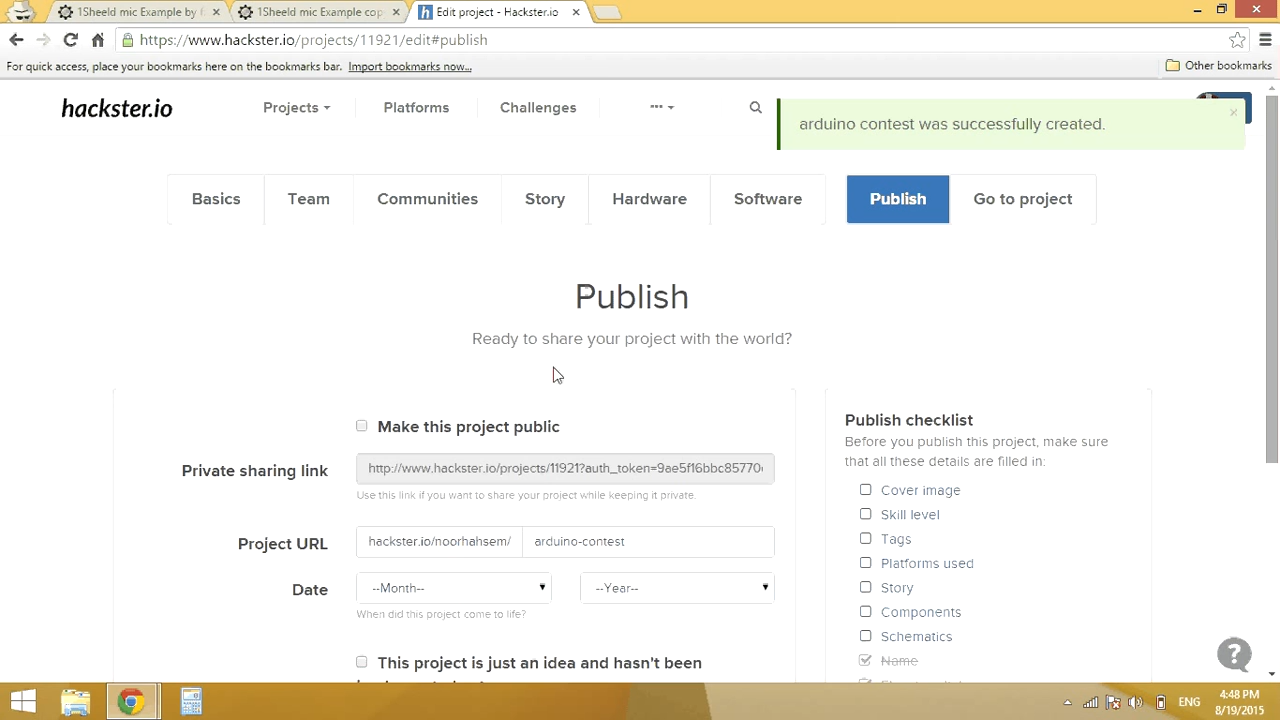 1Sheeld mic Example by f
1Sheeld mic Example cop
Edit project - Hackster.io
https://www.hackster.io/projects/11921/edit#publish
For quick access, place your bookmarks here on the bookmarks bar. Import bookmarks now...
Other bookmarks
hackster.io
Projects
Platforms
Challenges
arduino contest was successfully created.
Basics
Team
Communities
Story
Hardware
Software
Publish
Go to project
Publish
Ready to share your project with the world?
Make this project public
Private sharing link
http://www.hackster.io/projects/11921?auth_token=9ae5f16bbc85770
Use this link if you want to share your project while keeping it private.
Project URL
hackster.io/noorhahsem/
arduino-contest
Date
--Month--
--Year--
When did this project come to life?
This project is just an idea and hasn't been
Publish checklist
Before you publish this project, make sure
that all these details are filled in:
Cover image
Skill level
Tags
Platforms used
Story
Components
Schematics
Name
ENG
4:48 PM
8/19/2015